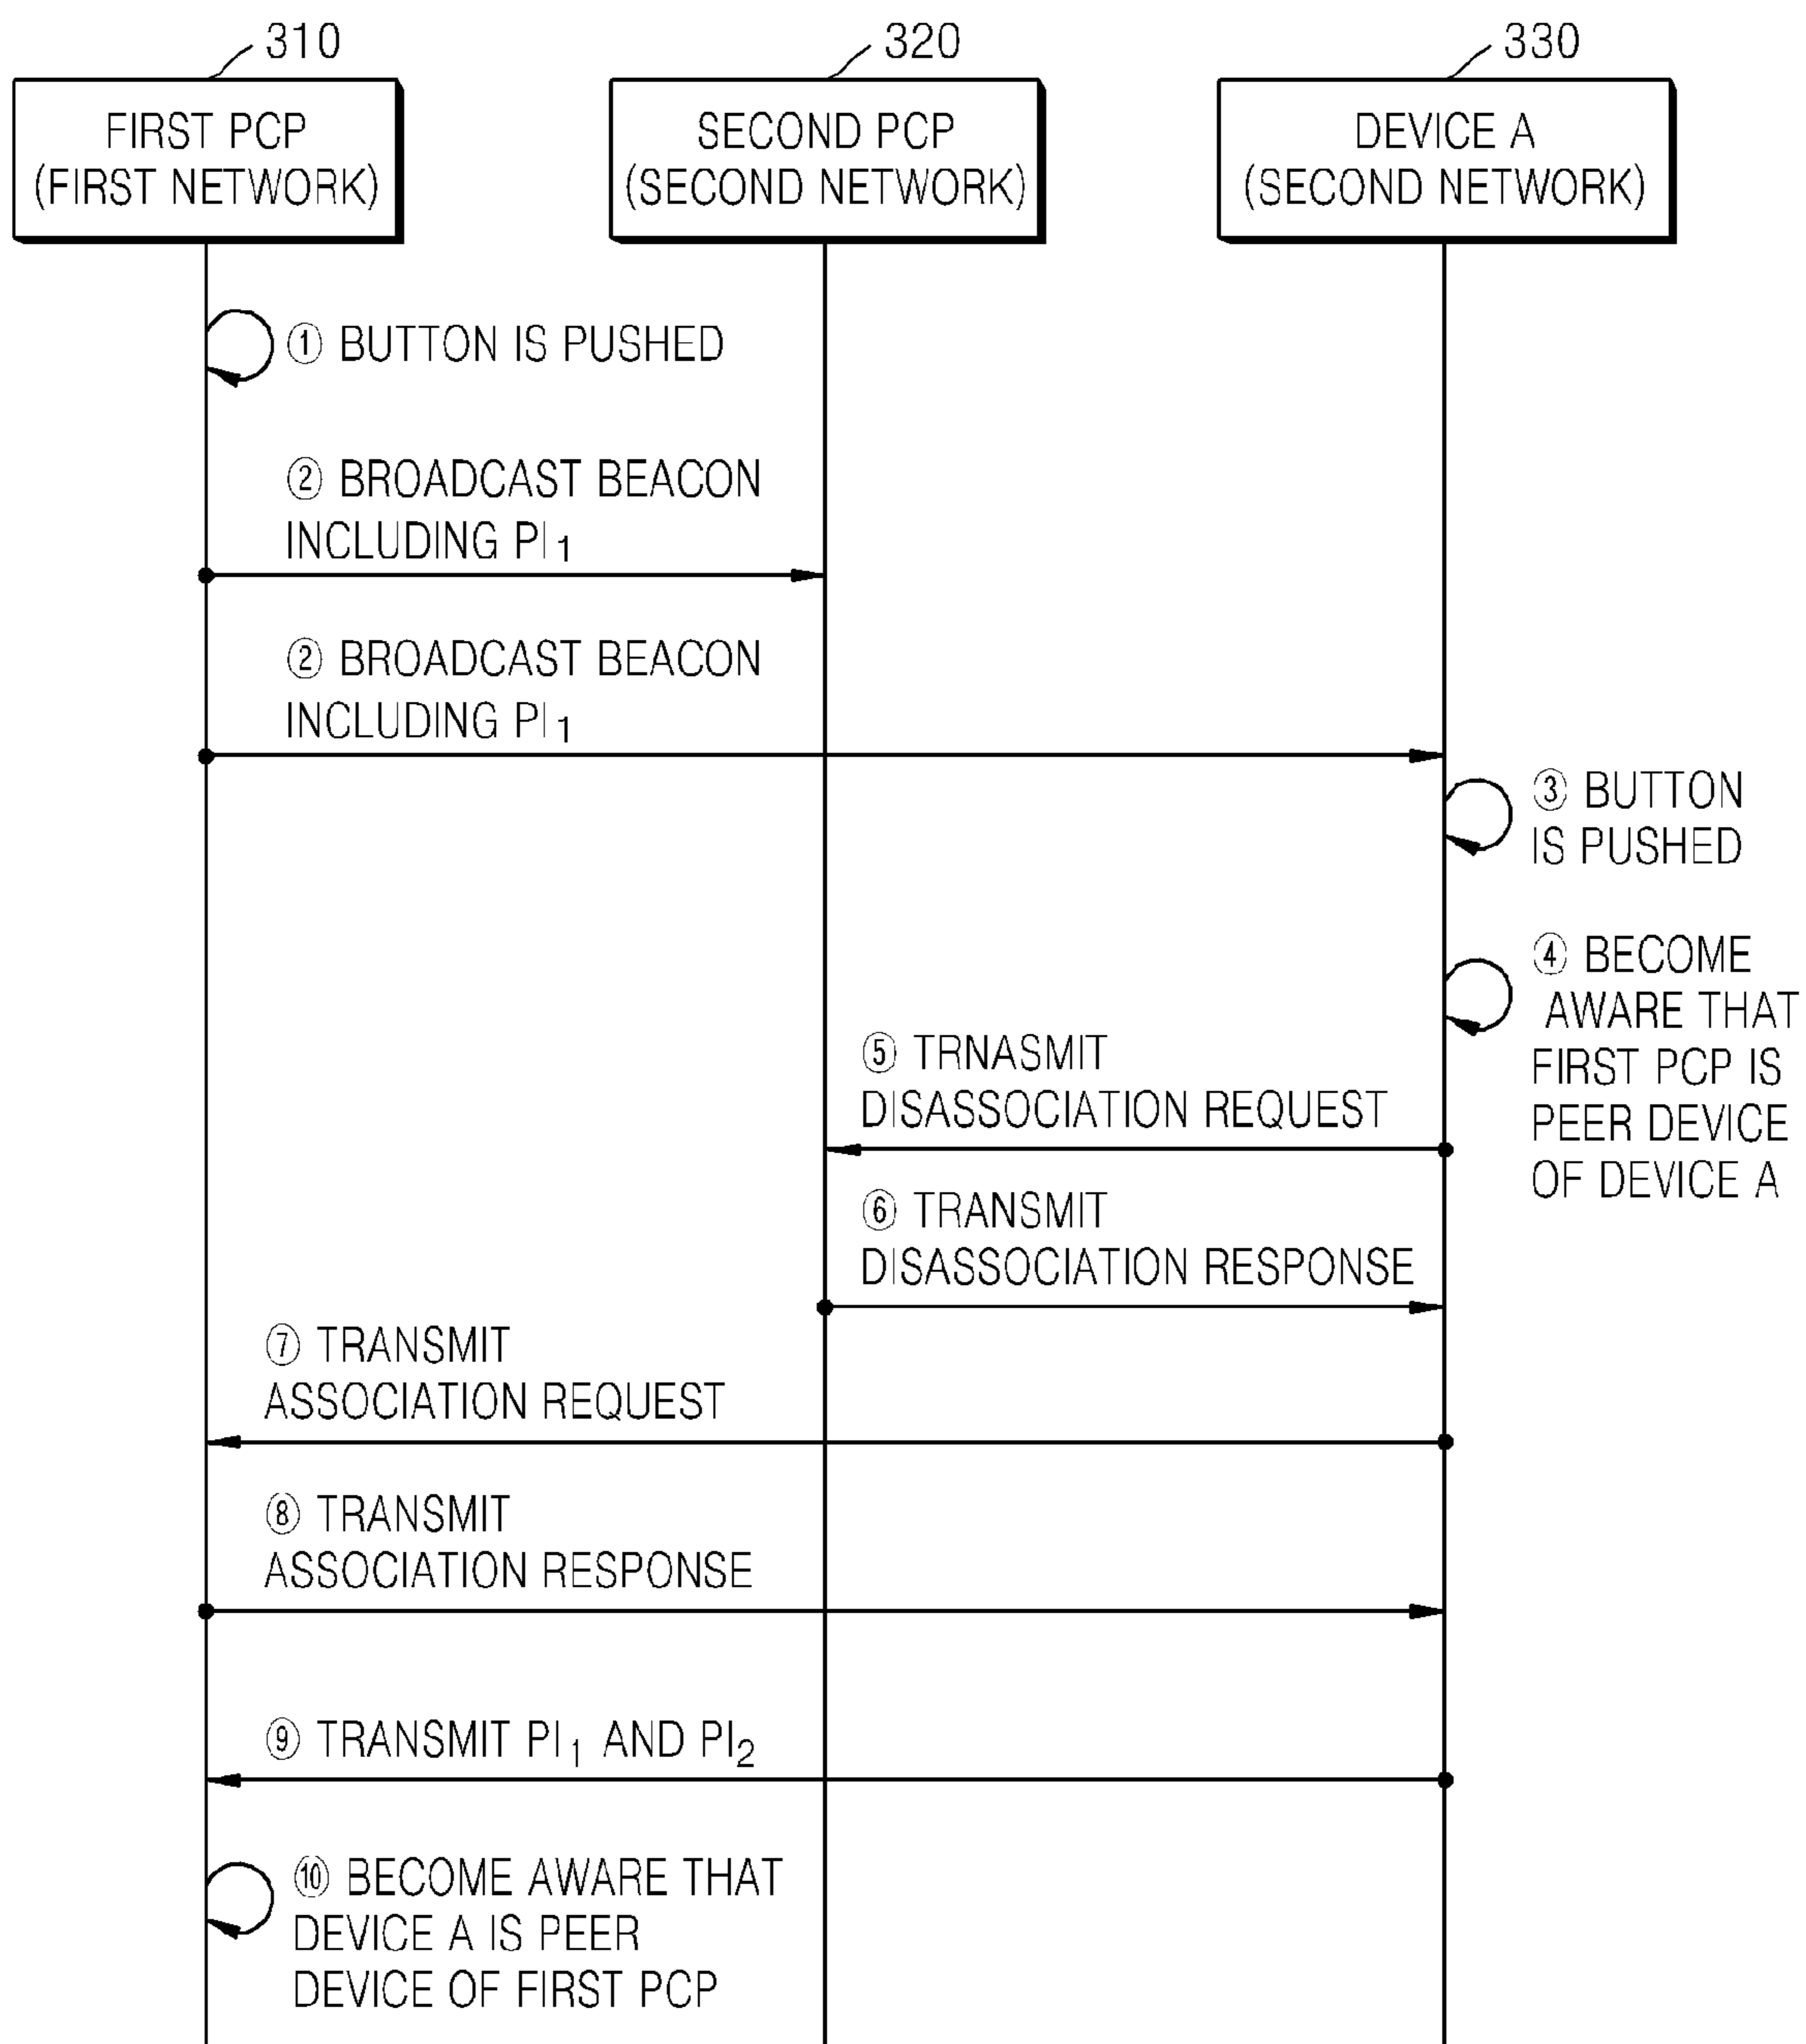 310
320
330
FIRST PCP
(FIRST NETWORK)
SECOND PCP
(SECOND NETWORK)
DEVICE A
(SECOND NETWORK)
① BUTTON IS PUSHED
② BROADCAST BEACON
INCLUDING PI1
② BROADCAST BEACON
INCLUDING PI1
③ BUTTON
IS PUSHED
④ BECOME
AWARE THAT
FIRST PCP IS
PEER DEVICE
OF DEVICE A
⑤ TRNASMIT
DISASSOCIATION REQUEST
⑥ TRANSMIT
DISASSOCIATION RESPONSE
⑦ TRANSMIT
ASSOCIATION REQUEST
⑧ TRANSMIT
ASSOCIATION RESPONSE
⑨ TRANSMIT PI1 AND PI2
⑩ BECOME AWARE THAT
DEVICE A IS PEER
DEVICE OF FIRST PCP